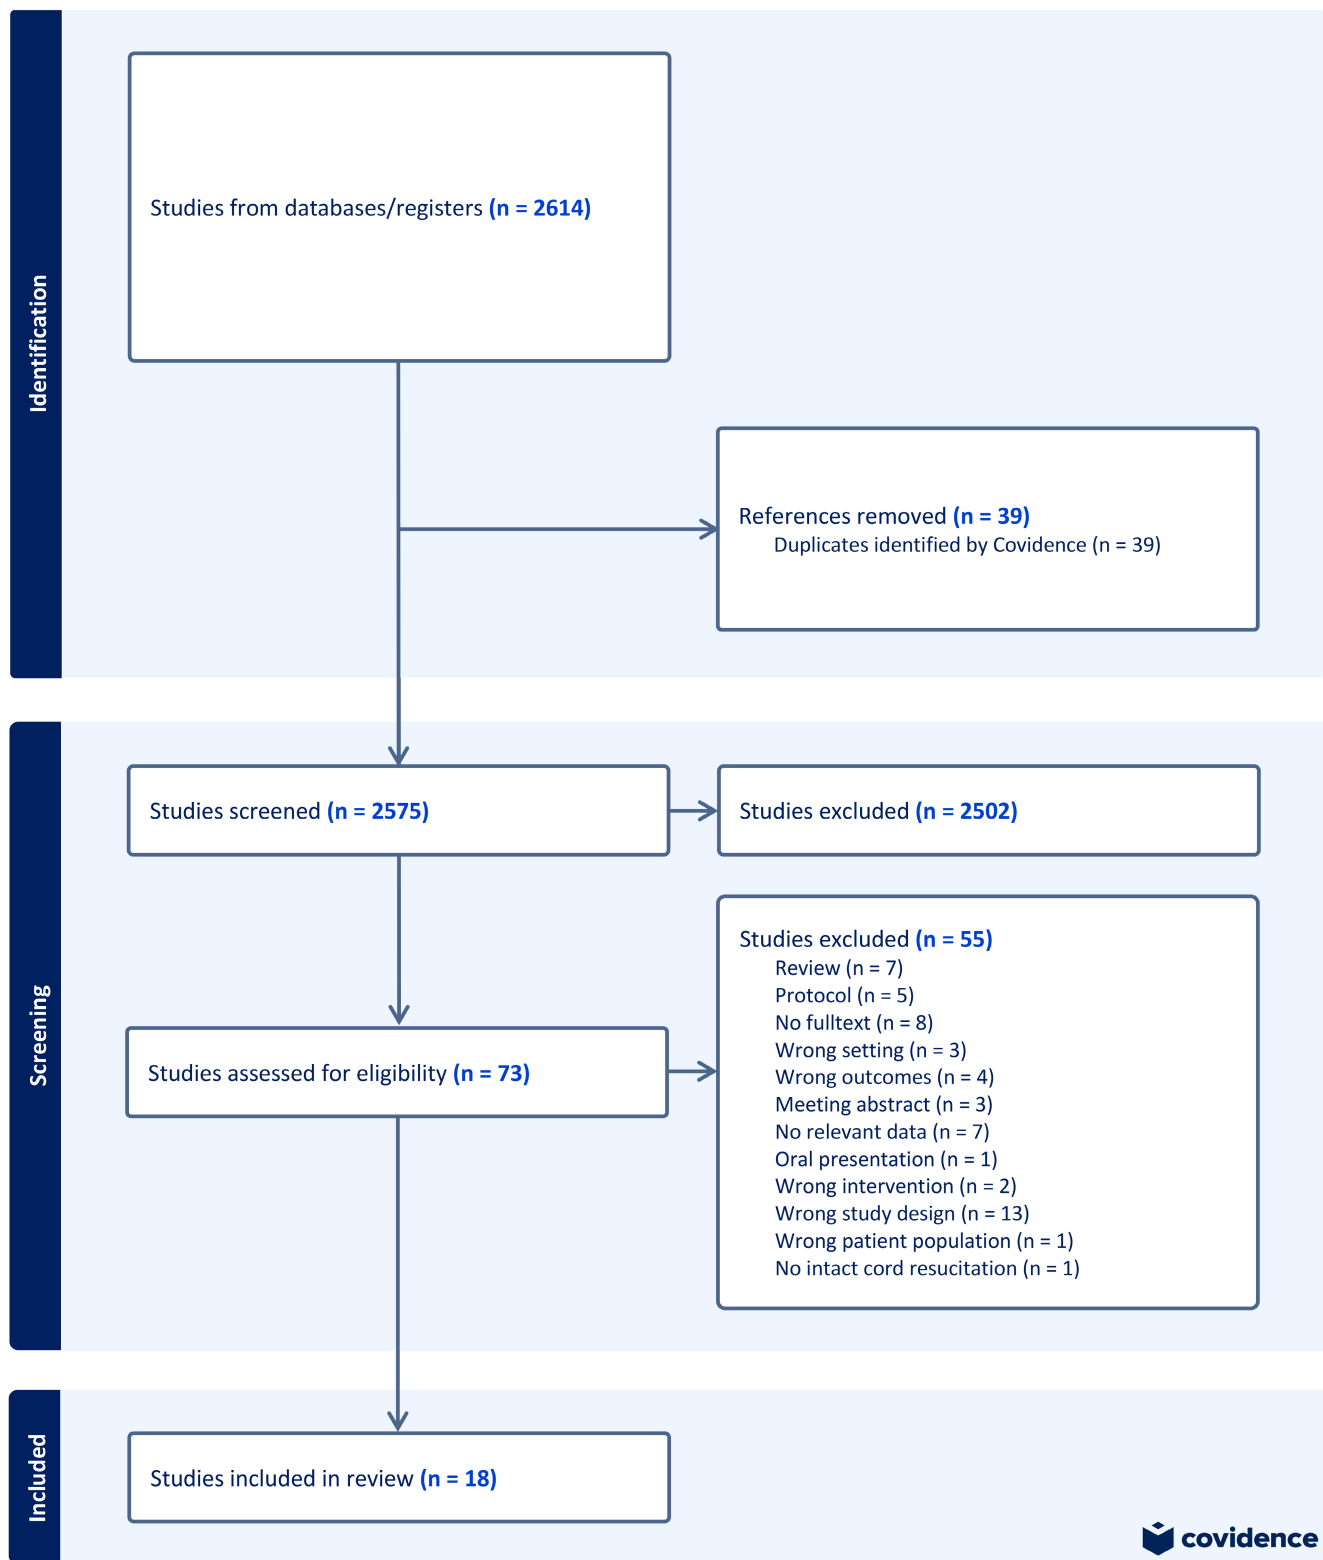 Identification
Studies from databases/registers (n = 2614)
References removed (n = 39)
Duplicates identified by Covidence (n = 39)
Screening
Studies screened (n = 2575)
Studies excluded (n = 2502)
Studies assessed for eligibility (n = 73)
Studies excluded (n = 55)
Review (n = 7)
Protocol (n = 5)
No fulltext (n = 8)
Wrong setting (n = 3)
Wrong outcomes (n = 4)
Meeting abstract (n = 3)
No relevant data (n = 7)
Oral presentation (n = 1)
Wrong intervention (n = 2)
Wrong study design (n = 13)
Wrong patient population (n = 1)
No intact cord resucitation (n = 1)
Included
Studies included in review (n = 18)
covidence